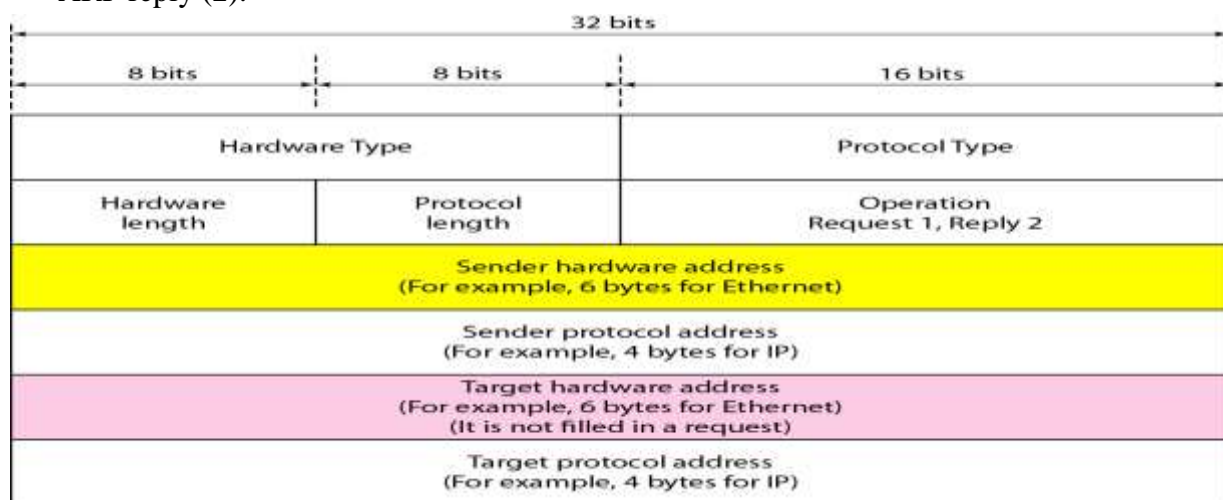 ARP reply (2).
32 bits
8 bits 8 bits 16 bits
Hardware Type Protocol Type
Hardware Protocol Operation
length length Request 1, Reply 2
Sender hardware address
(For example, 6 bytes for Ethernet)
Sender protocol address
(For example, 4 bytes for IP)
Target hardware address
(For example, 6 bytes for Ethernet)
(It is not filled in a request)
Target protocol address
(For example, 4 bytes for IP)